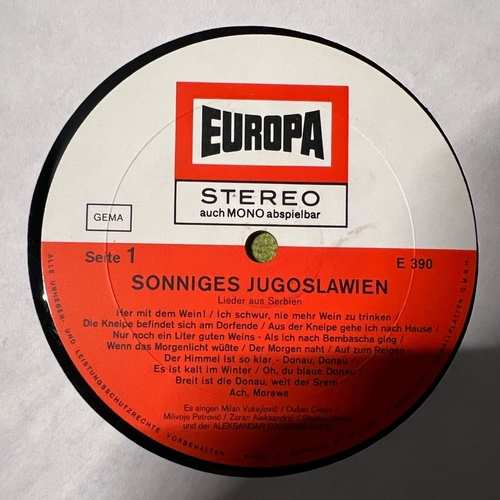 EUROPA
STEREO
auch MONO abspielbar
GEMA
Seite 1
E 390
SONNIGES JUGOSLAWIEN
Lieder aus Serbien
Her mit dem Wein! / Ich schwur, nie mehr Wein zu trinken
Die Kneipe befindet sich am Dorfende / Aus der Kneipe gehe ich nach Hause /
Nur noch ein Liter guten Weins - Als ich nach Bembascha ging /
Wenn das Morgenlicht wüßte / Der Morgen naht / Auf zum Reigen
Der Himmel ist so klar - Donau, Donau
Es ist kalt im Winter / Oh, du blaue Donau
Breit ist die Donau, weit der Srem
Ach, Morawa
Es singen Milan Vukajlović / Dušan
Milivoje Petrović / Zoran Aleksandrić /
und der ALEKSANDAR
ALLE URHEBER- UND LEISTUNGSSCHUTZRECHTE VORBEHALTEN